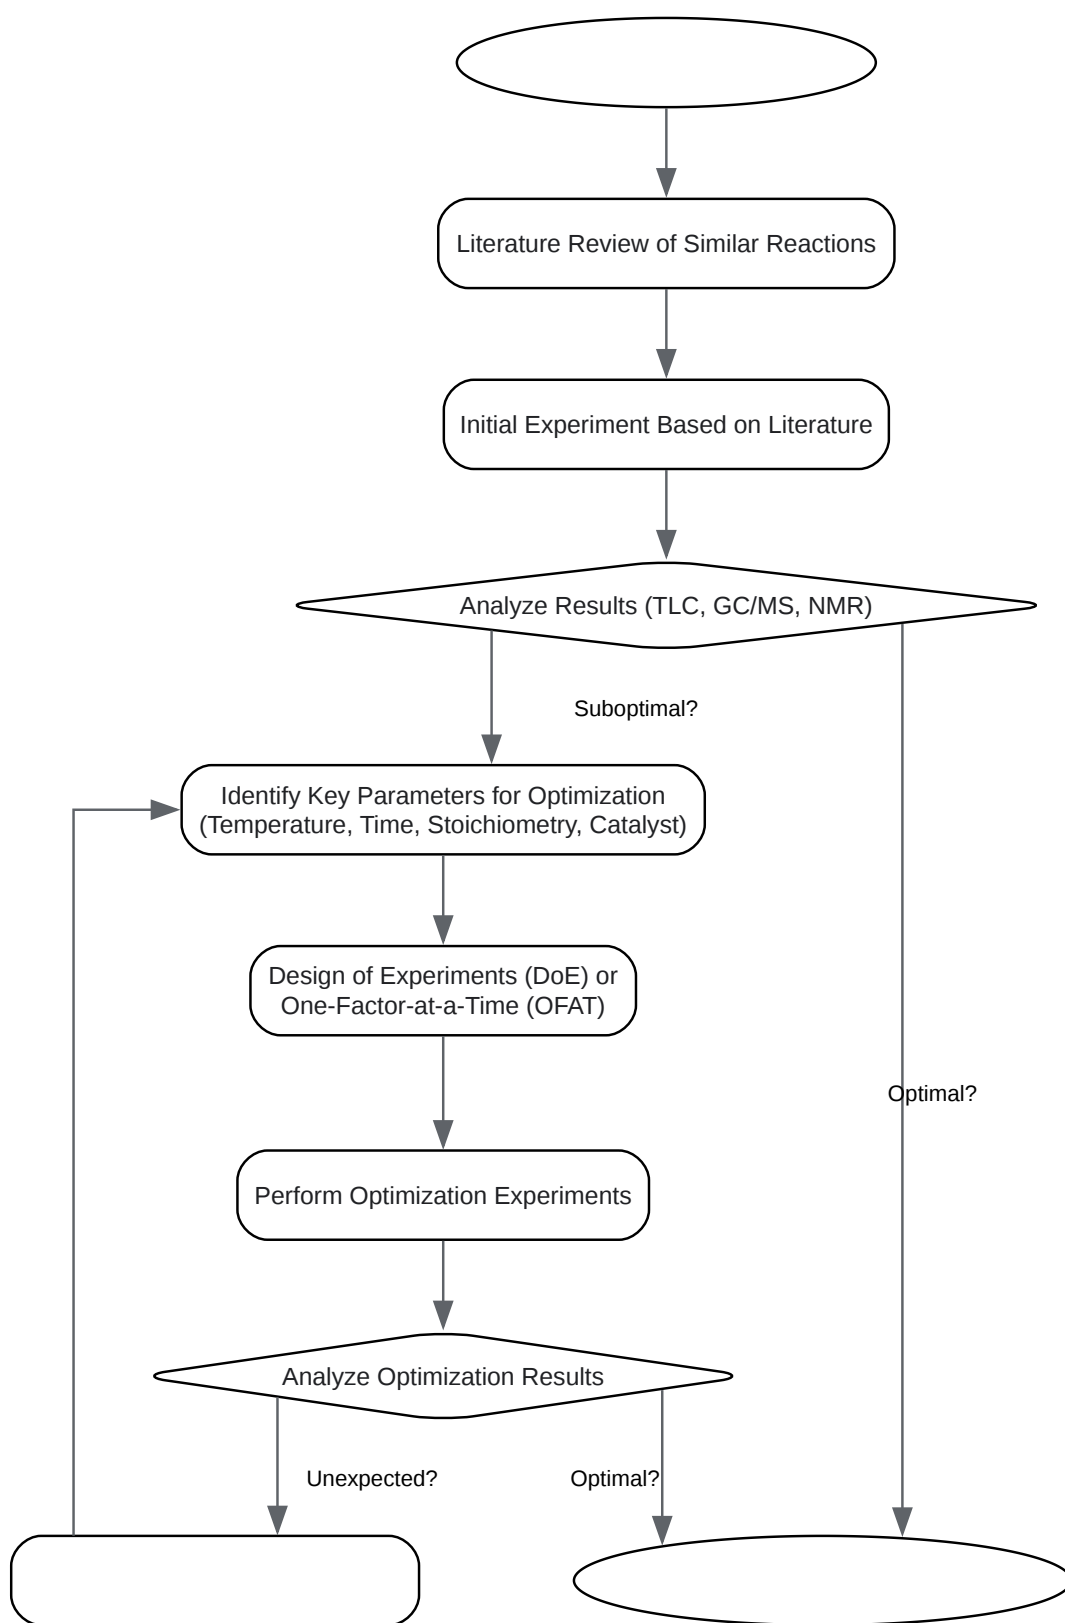 Literature Review of Similar Reactions
Initial Experiment Based on Literature
Analyze Results (TLC, GC/MS, NMR)
Suboptimal?
Identify Key Parameters for Optimization
(Temperature, Time, Stoichiometry, Catalyst)
Design of Experiments (DoE) or
One-Factor-at-a-Time (OFAT)
Optimal?
Perform Optimization Experiments
Analyze Optimization Results
Unexpected?
Optimal?